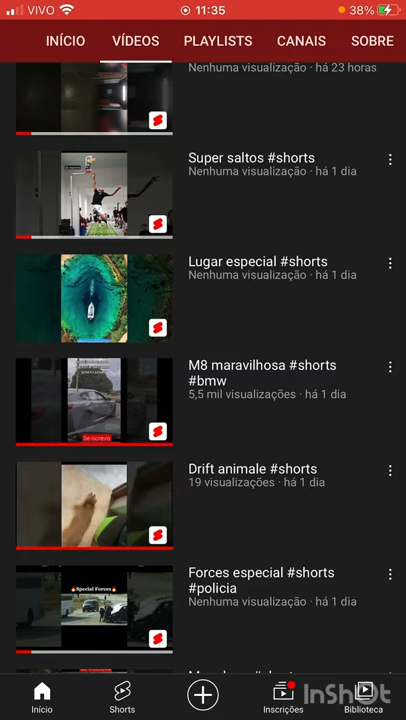 VIVO 11:35 38%
INÍCIO VÍDEOS PLAYLISTS CANAIS SOBRE
Nenhuma visualização · há 23 horas
Super saltos #shorts
Nenhuma visualização · há 1 dia
Lugar especial #shorts
Nenhuma visualização · há 1 dia
M8 maravilhosa #shorts
#bmw
5,5 mil visualizações · há 1 dia
Se iscreva
Drift animale #shorts
19 visualizações · há 1 dia
Forces especial #shorts
#policia
Nenhuma visualização · há 1 dia
Special Forces
Início Shorts Inscrições Biblioteca
InShOt